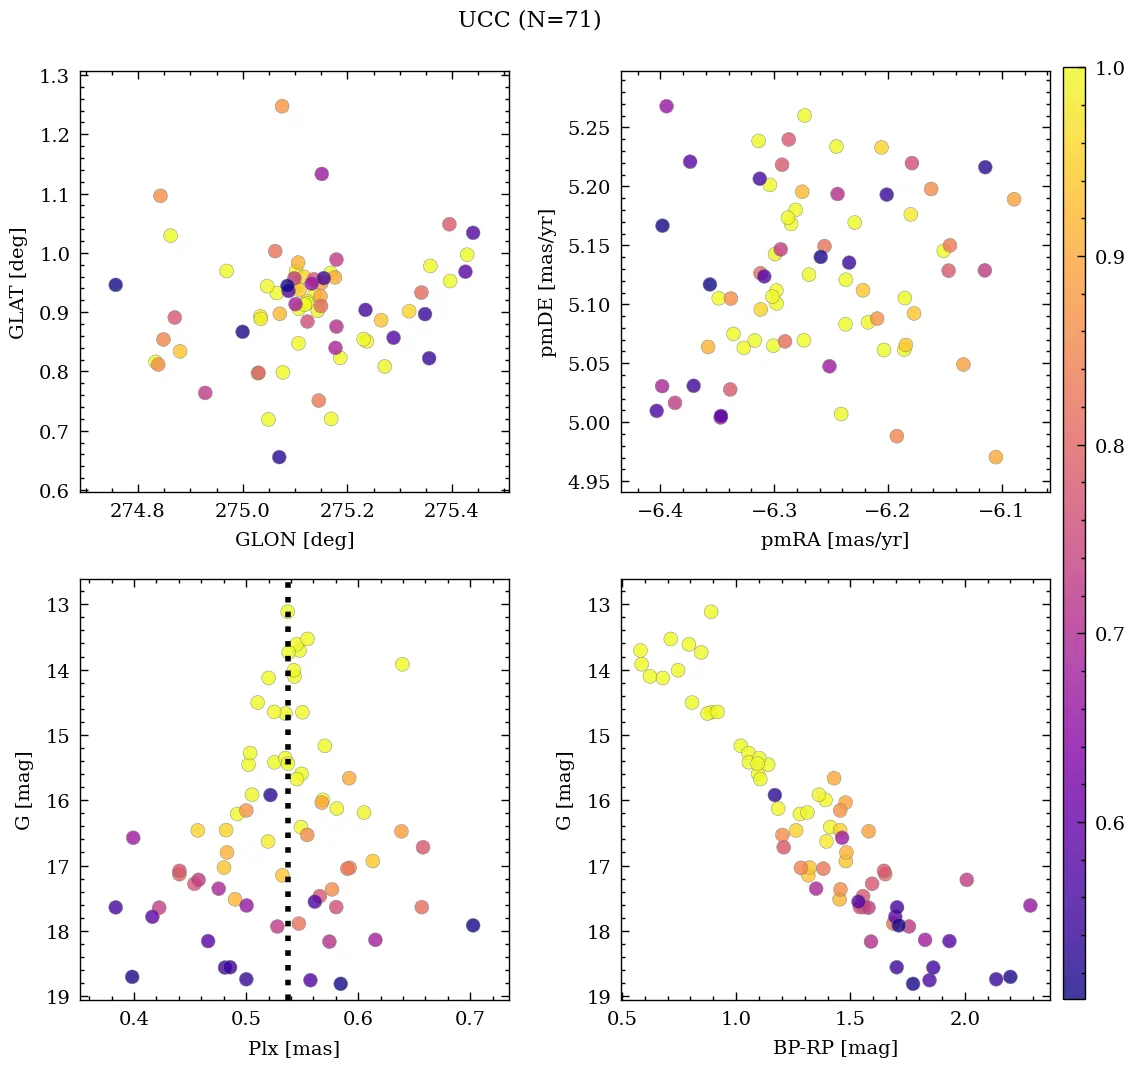 UCC (N=71)
1.3
1.2
1.1
1.0
0.9
0.8
0.7
0.6
GLAT [deg]
274.8 275.0 275.2 275.4
GLON [deg]
5.25
5.20
5.15
5.10
5.05
5.00
4.95
pmDE [mas/yr]
−6.4 −6.3 −6.2 −6.1
pmRA [mas/yr]
1.0
0.9
0.8
0.7
0.6
13
14
15
16
17
18
19
G [mag]
0.4 0.5 0.6 0.7
Plx [mas]
13
14
15
16
17
18
19
G [mag]
0.5 1.0 1.5 2.0
BP-RP [mag]